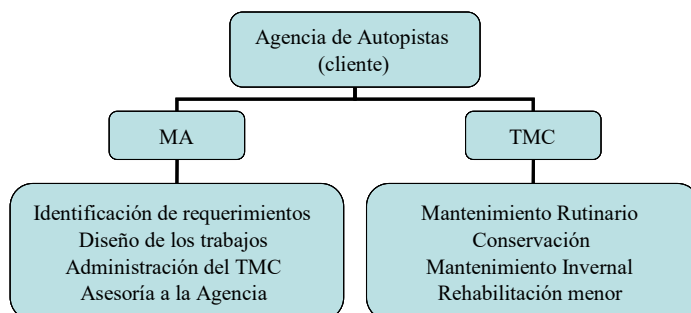 Agencia de Autopistas
(cliente)
MA
TMC
Identificación de requerimientos
Diseño de los trabajos
Administración del TMC
Asesoría a la Agencia
Mantenimiento Rutinario
Conservación
Mantenimiento Invernal
Rehabilitación menor